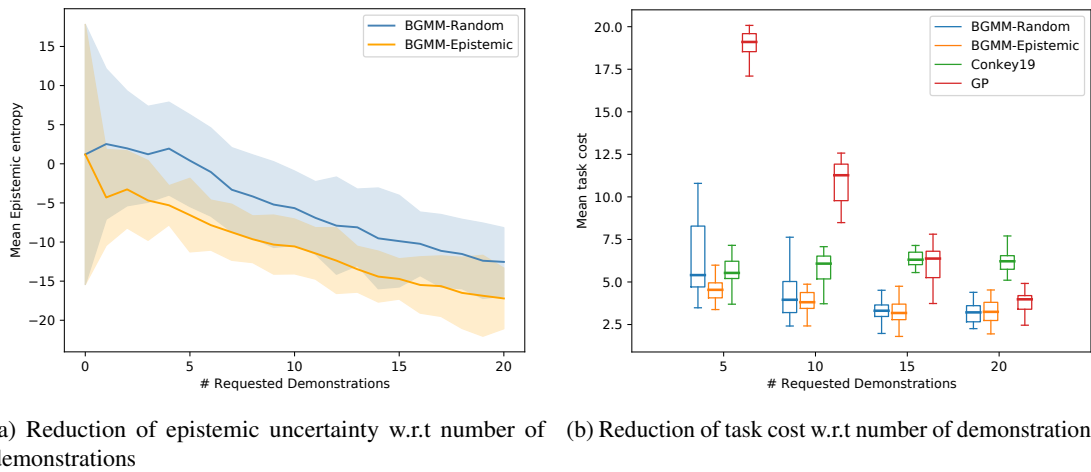 BGMM-Random
BGMM-Epistemic
Mean Epistemic entropy
15
10
5
0
−5
−10
−15
−20
0 5 10 15 20
# Requested Demonstrations
BGMM-Random
BGMM-Epistemic
Conkey19
GP
Mean task cost
20.0
17.5
15.0
12.5
10.0
7.5
5.0
2.5
5 10 15 20
# Requested Demonstrations
a) Reduction of epistemic uncertainty w.r.t number of
demonstrations
(b) Reduction of task cost w.r.t number of demonstration